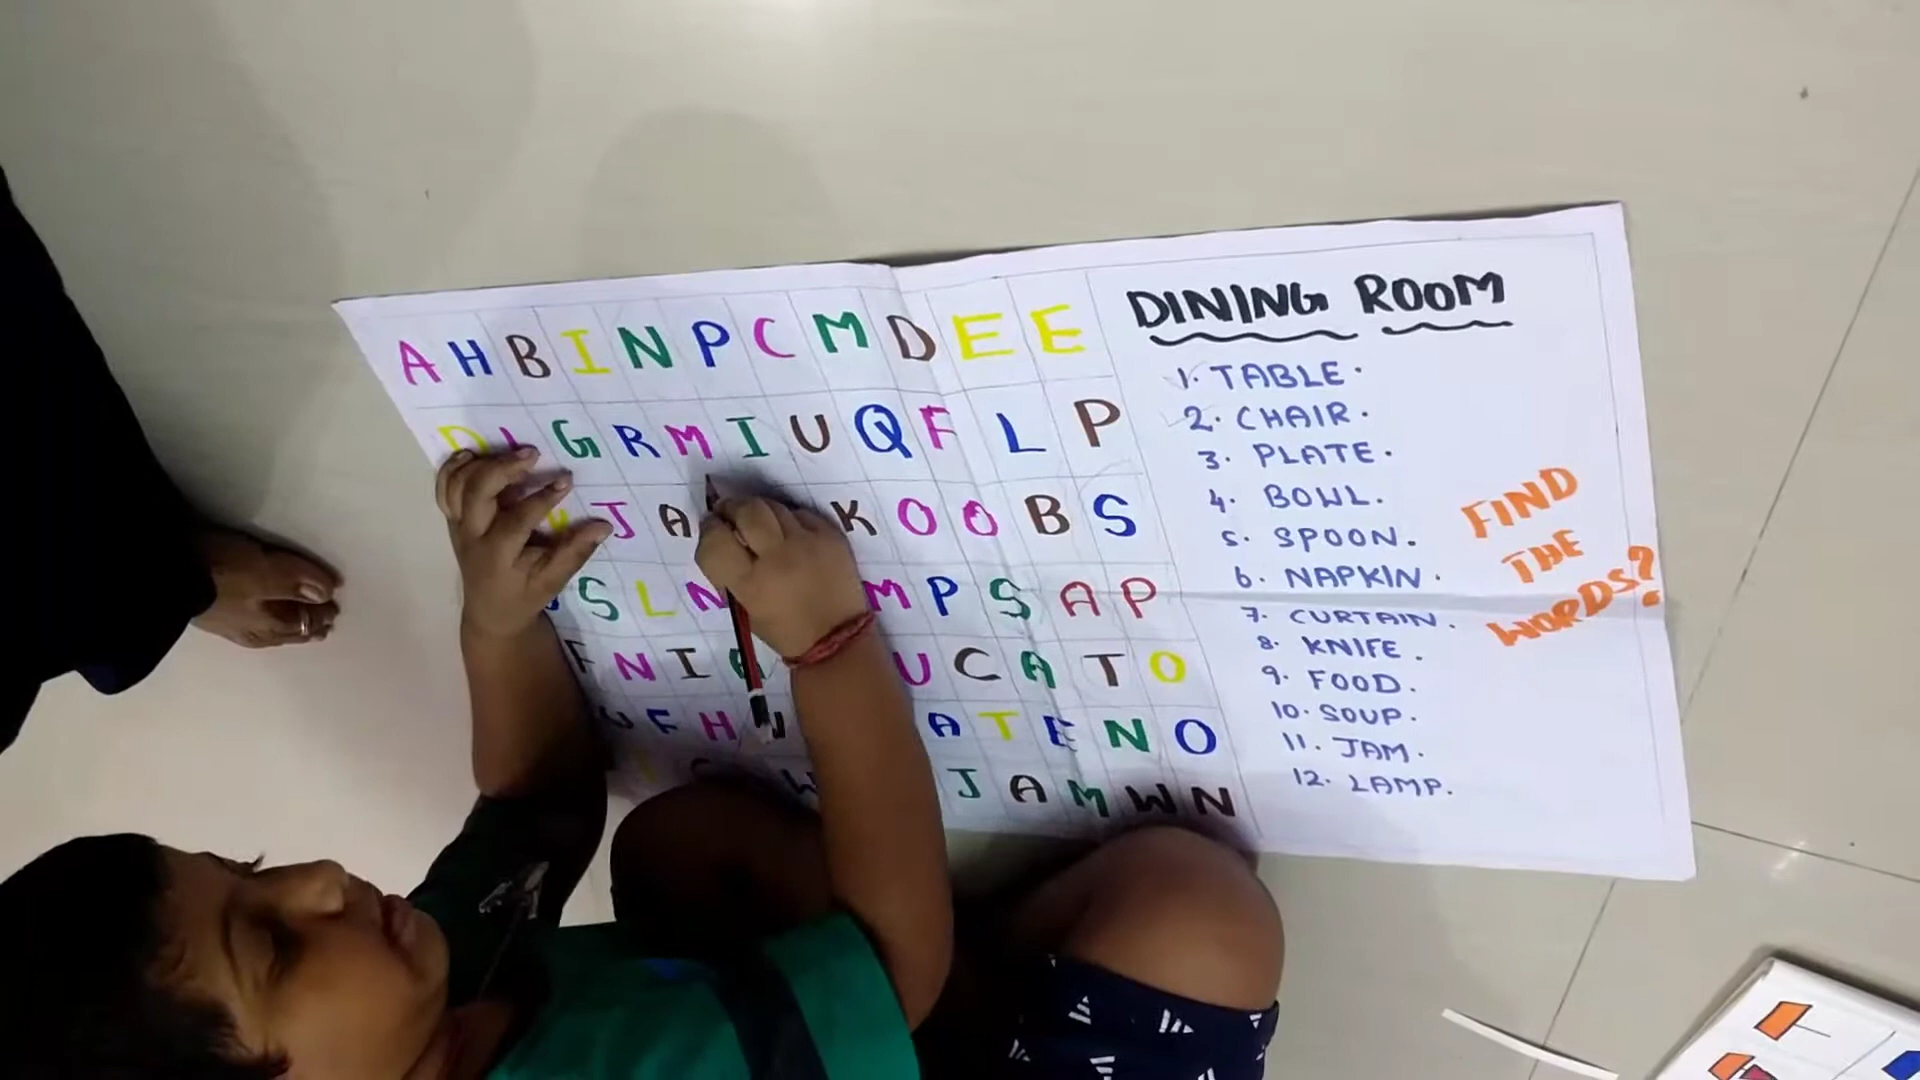 A H B I N P C M D E E
G R M I U Q F L P
J A K O O B S
S L N M P S A P
F N I A U C A T O
U F H A T E N O
J A M W N
DINING ROOM
1. TABLE.
2. CHAIR.
3. PLATE.
4. BOWL.
5. SPOON.
6. NAPKIN.
7. CURTAIN.
8. KNIFE.
9. FOOD.
10. SOUP.
11. JAM.
12. LAMP.
FIND
THE
WORDS?